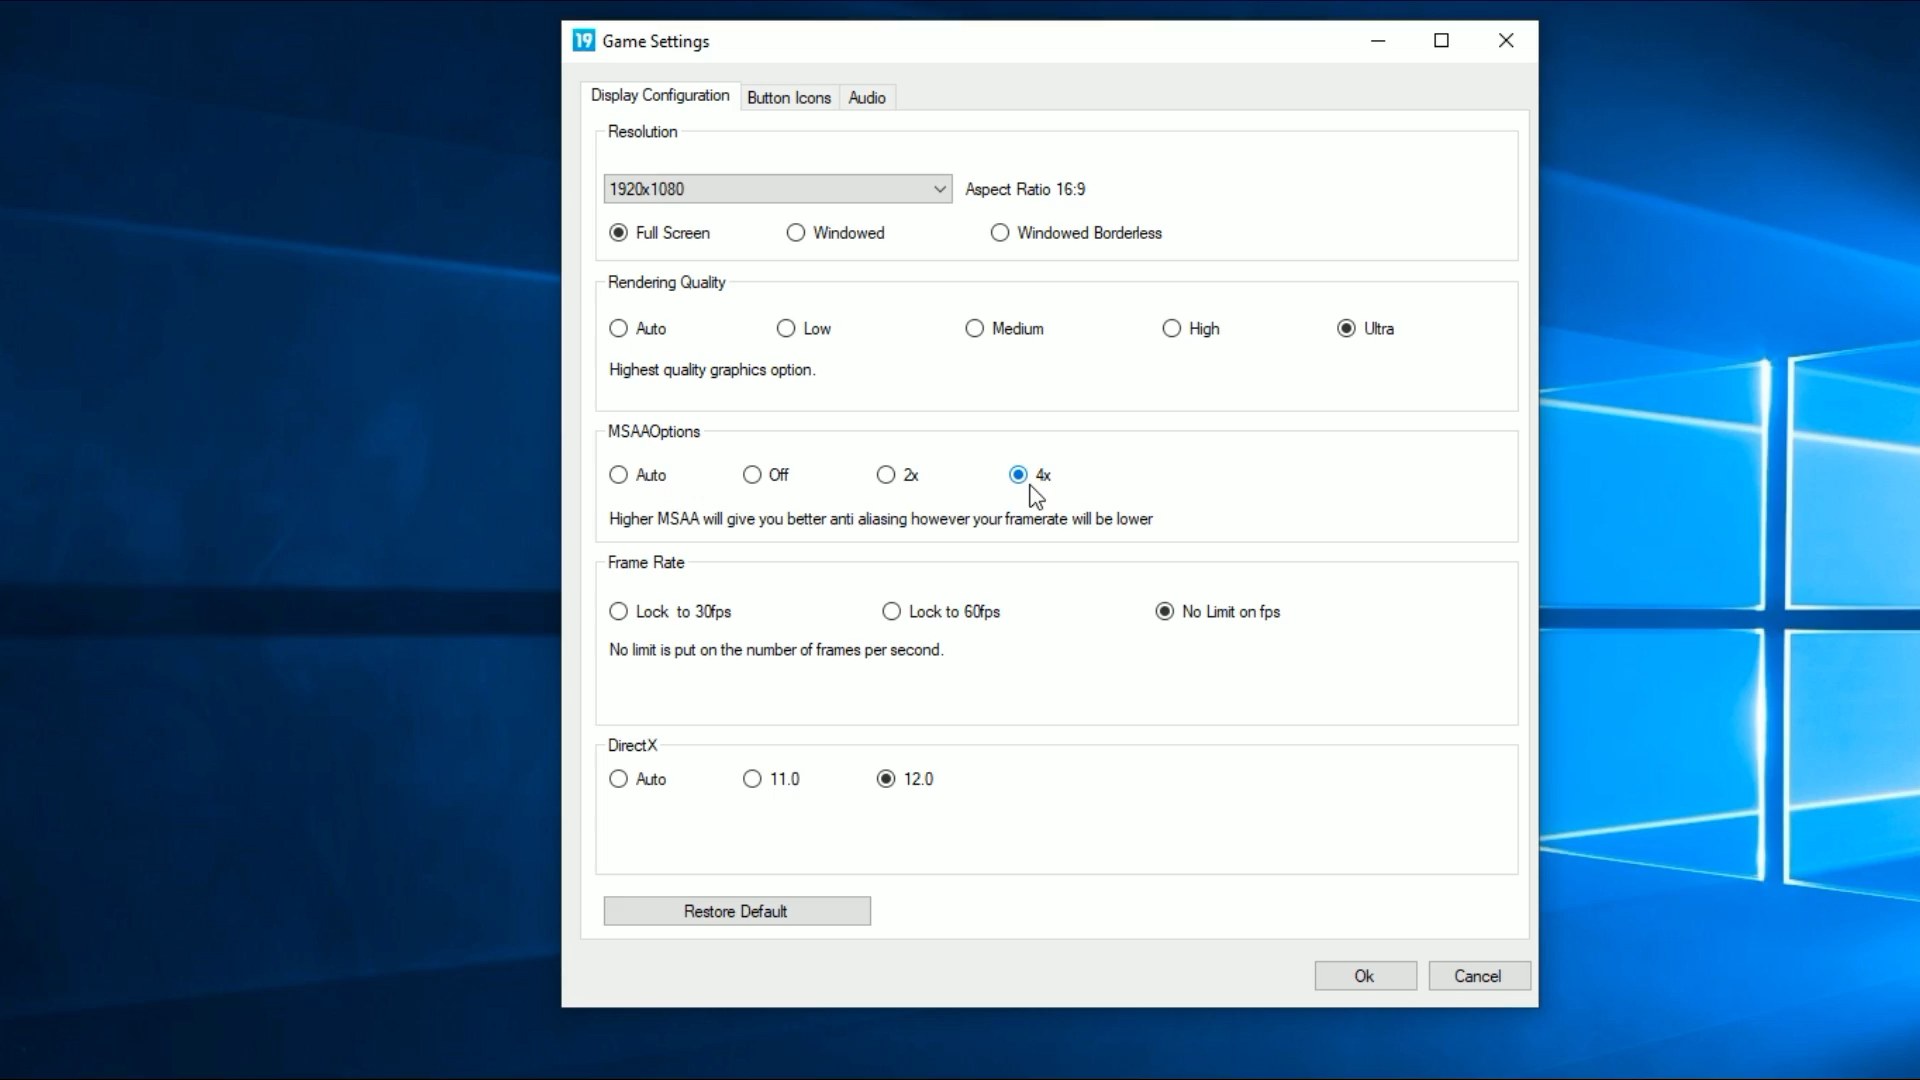 19 Game Settings
Display Configuration Button Icons Audio
Resolution
1920x1080 Aspect Ratio 16:9
Full Screen Windowed Windowed Borderless
Rendering Quality
Auto Low Medium High Ultra
Highest quality graphics option.
MSAAOptions
Auto Off 2x 4x
Higher MSAA will give you better anti aliasing however your framerate will be lower
Frame Rate
Lock to 30fps Lock to 60fps No Limit on fps
No limit is put on the number of frames per second.
DirectX
Auto 11.0 12.0
Restore Default
Ok Cancel